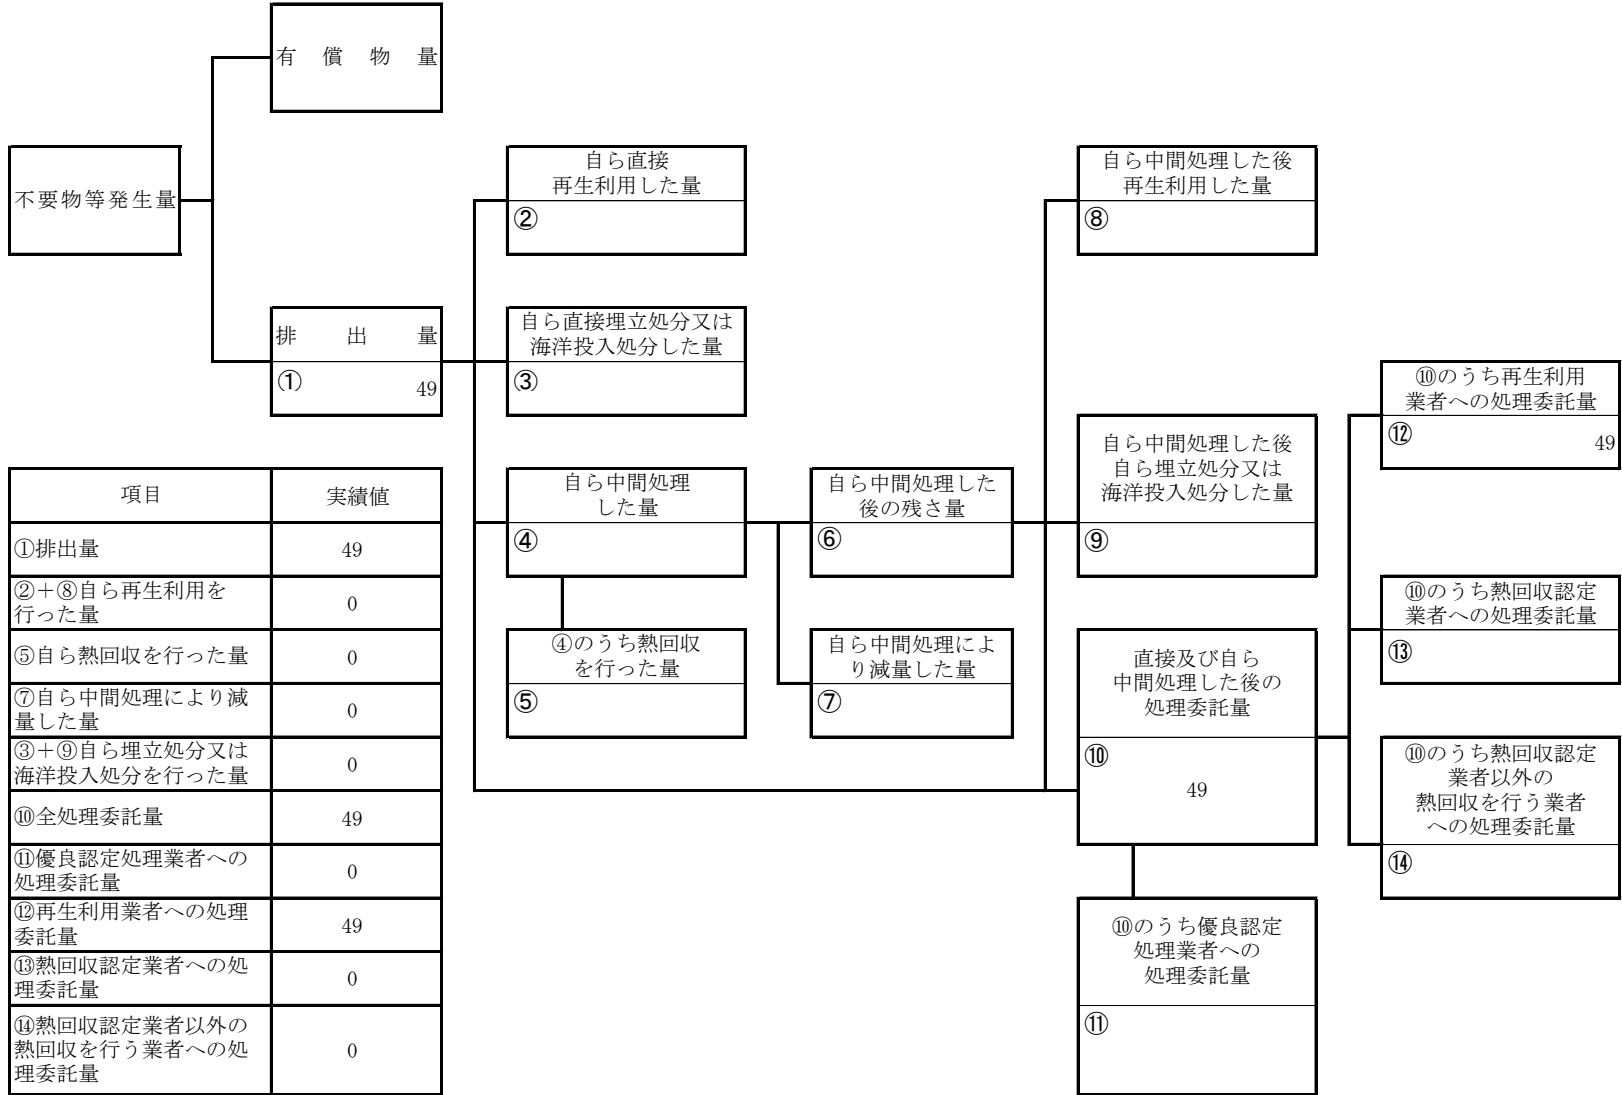 有償物量
不要物等発生量
排出量
①
49
自ら直接
再生利用した量
②
自ら直接埋立処分又は
海洋投入処分した量
③
自ら中間処理
した量
④
④のうち熱回収
を行った量
⑤
自ら中間処理した
後の残さ量
⑥
自ら中間処理によ
り減量した量
⑦
自ら中間処理した後
再生利用した量
⑧
自ら中間処理した後
自ら埋立処分又は
海洋投入処分した量
⑨
直接及び自ら
中間処理した後の
処理委託量
⑩
49
⑩のうち優良認定
処理業者への
処理委託量
⑪
⑩のうち再生利用
業者への処理委託量
⑫
49
⑩のうち熱回収認定
業者への処理委託量
⑬
⑩のうち熱回収認定
業者以外の
熱回収を行う業者
への処理委託量
⑭
項目 実績値
①排出量 49
②+⑧自ら再生利用を
行った量 0
⑤自ら熱回収を行った量 0
⑦自ら中間処理により減
量した量 0
③+⑨自ら埋立処分又は
海洋投入処分を行った量 0
⑩全処理委託量 49
⑪優良認定処理業者への
処理委託量 0
⑫再生利用業者への処理
委託量 49
⑬熱回収認定業者への処
理委託量 0
⑭熱回収認定業者以外の
熱回収を行う業者への処
理委託量 0